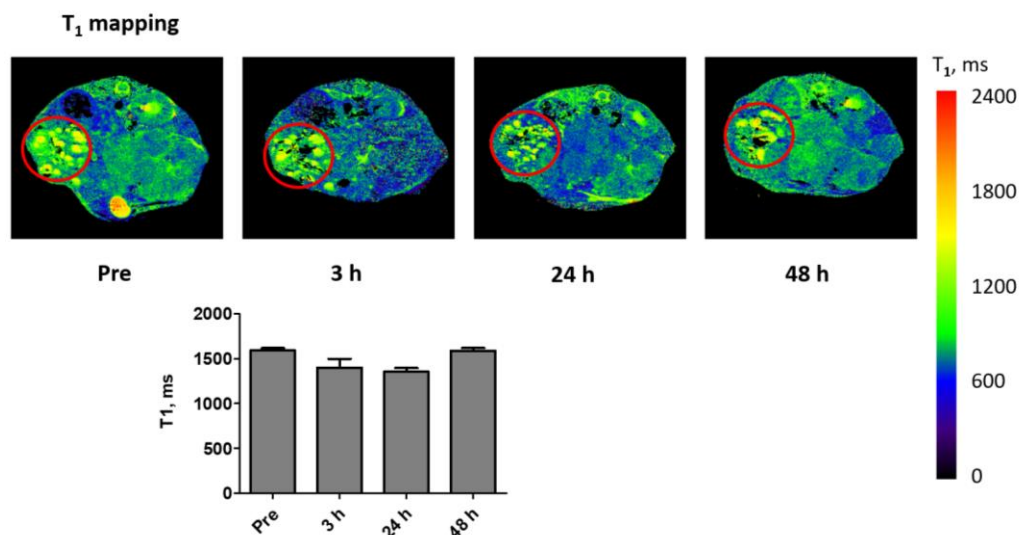 T₁ mapping
T₁, ms
2400
1800
1200
600
0
Pre
3 h
24 h
48 h
2000
1500
1000
500
0
T1, ms
Pre
3 h
24 h
48 h